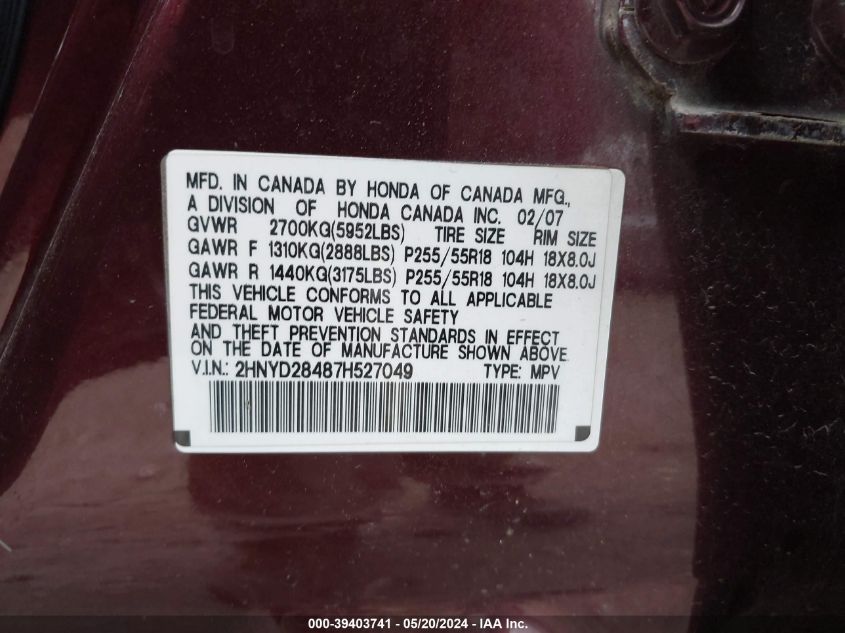 MFD. IN CANADA BY HONDA OF CANADA MFG.,
A DIVISION OF HONDA CANADA INC. 02/07
GVWR 2700KG(5952LBS) TIRE SIZE RIM SIZE
GAWR F 1310KG(2888LBS) P255/55R18 104H 18X8.0J
GAWR R 1440KG(3175LBS) P255/55R18 104H 18X8.0J
THIS VEHICLE CONFORMS TO ALL APPLICABLE
FEDERAL MOTOR VEHICLE SAFETY
AND THEFT PREVENTION STANDARDS IN EFFECT
ON THE DATE OF MANUFACTURE SHOWN ABOVE.
V.I.N.: 2HNYD28487H527049 TYPE: MPV
000-39403741 - 05/20/2024 - IAA Inc.